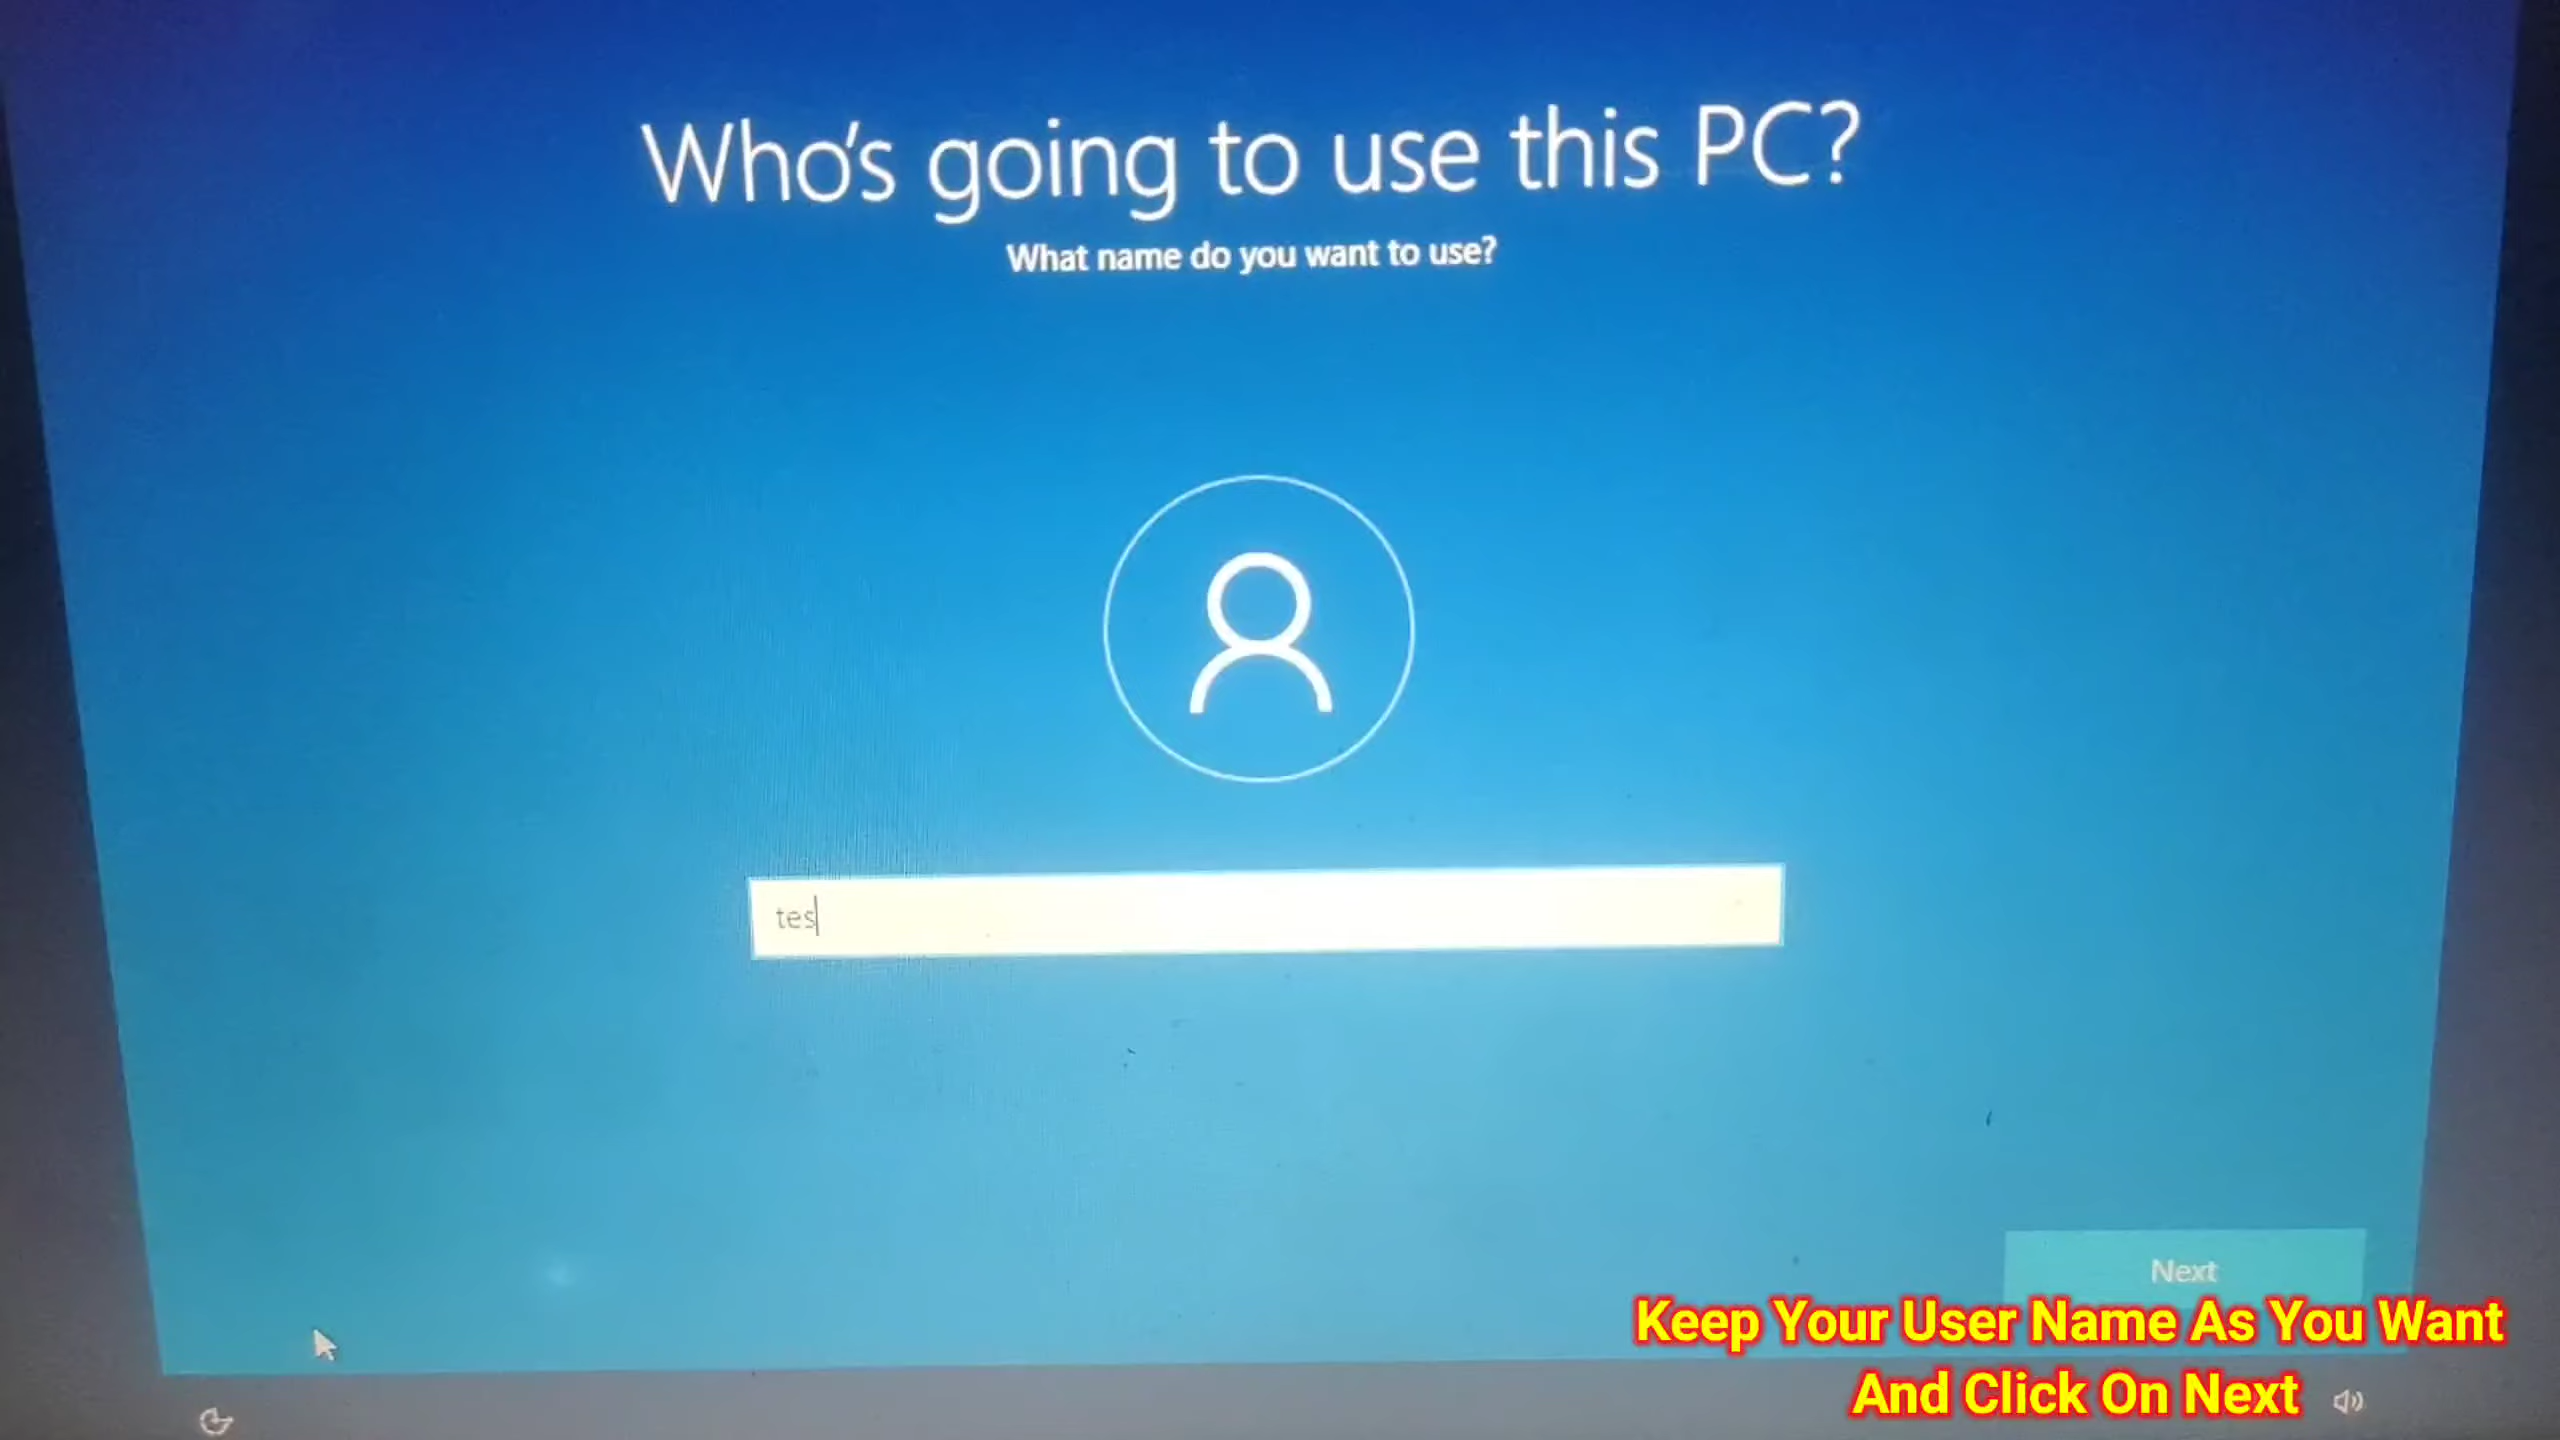 Who's going to use this PC?
What name do you want to use?
tes
Next
Keep Your User Name As You Want
And Click On Next